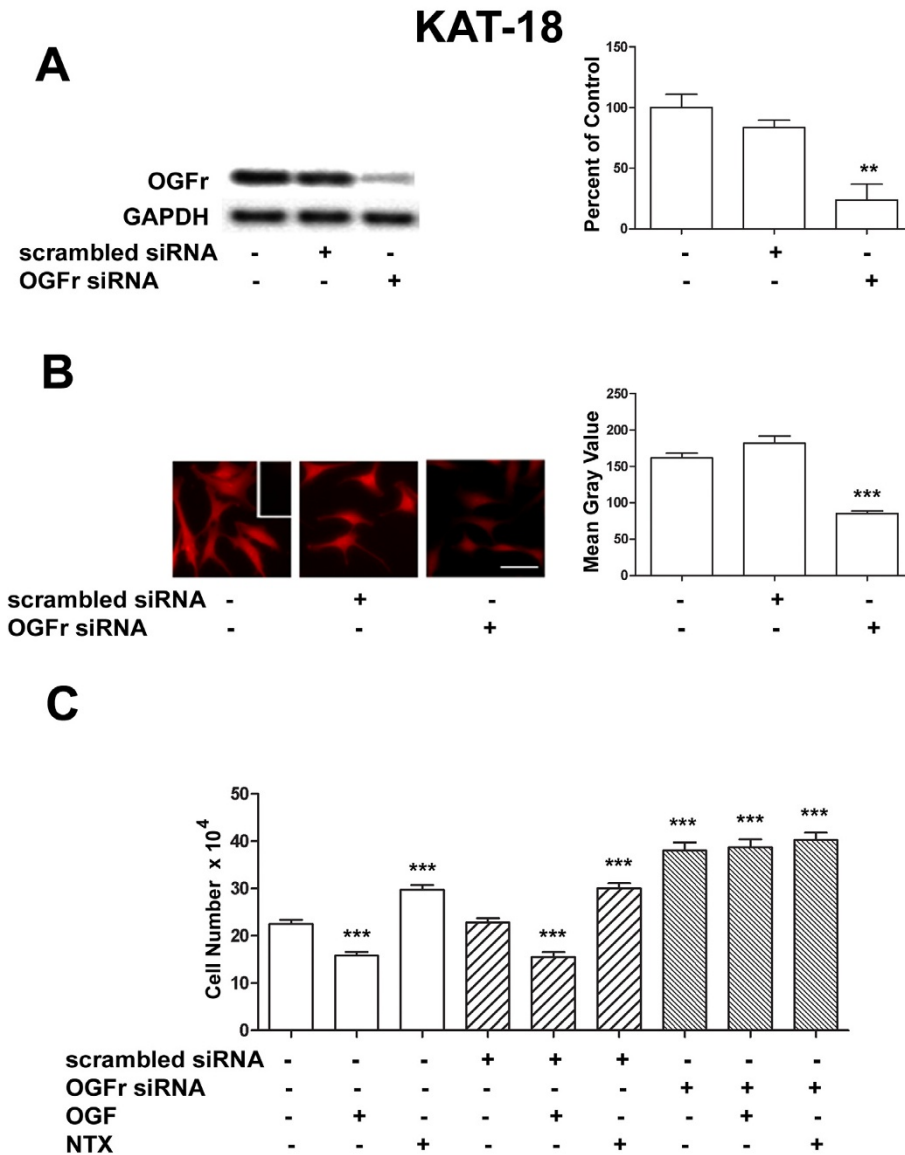 KAT-18
A
OGFr
GAPDH
scrambled siRNA - + -
OGFr siRNA - - +
Percent of Control
150
100
50
0
**
- + -
- - +
B
scrambled siRNA - + -
OGFr siRNA - - +
Mean Gray Value
250
200
150
100
50
0
***
- + -
- - +
C
Cell Number x 10^4
50
40
30
20
10
0
*** *** *** *** *** *** ***
scrambled siRNA - - - + + + - - -
OGFr siRNA - - - - - - + + +
OGF - + - - + - - + -
NTX - - + - - + - - +